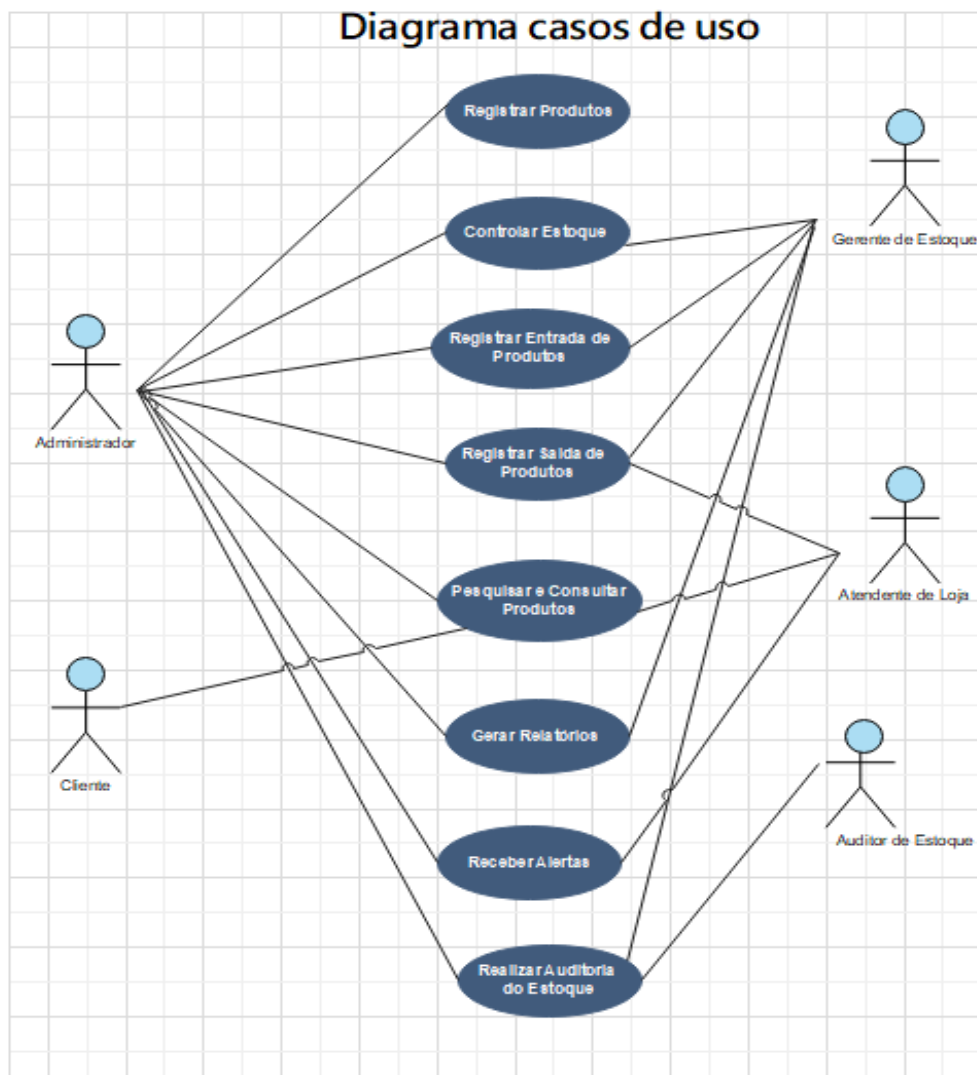 Diagrama casos de uso
Registrar Produtos
Gerente de Estoque
Controlar Estoque
Registrar Entrada de
Produtos
Administrador
Registrar Saída de
Produtos
Atendente de Loja
Pesquisar e Consultar
Produtos
Cliente
Gerar Relatórios
Auditor de Estoque
Receber Alertas
Realizar Auditoria
do Estoque